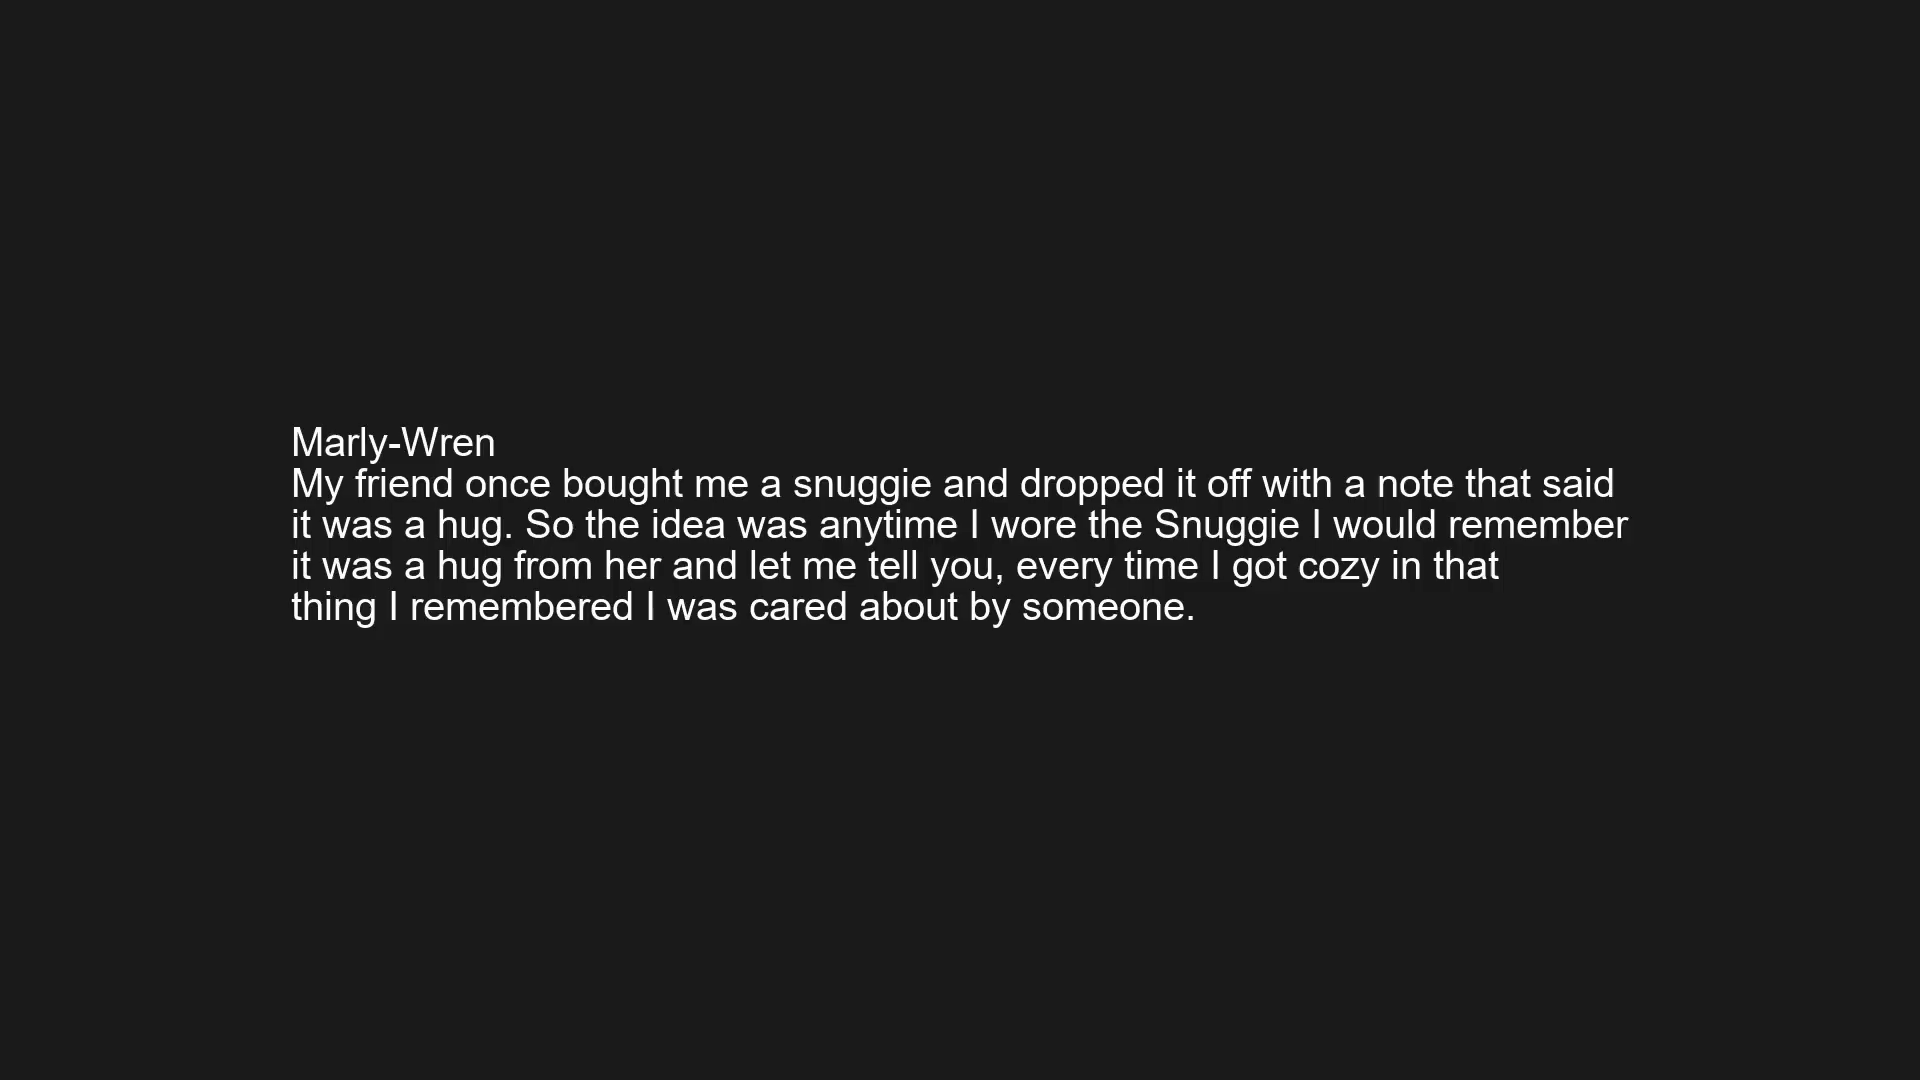 Marly-Wren
My friend once bought me a snuggie and dropped it off with a note that said
it was a hug. So the idea was anytime I wore the Snuggie I would remember
it was a hug from her and let me tell you, every time I got cozy in that
thing I remembered I was cared about by someone.